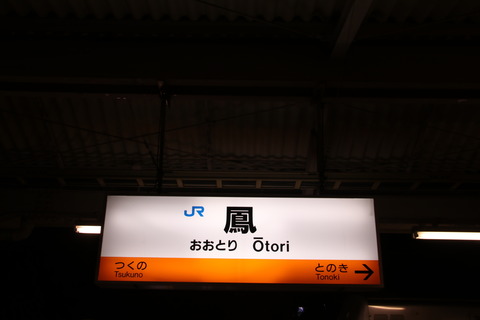 JR 鳳
おおとり Ōtori
つくの とのき →
Tsukuno Tonoki